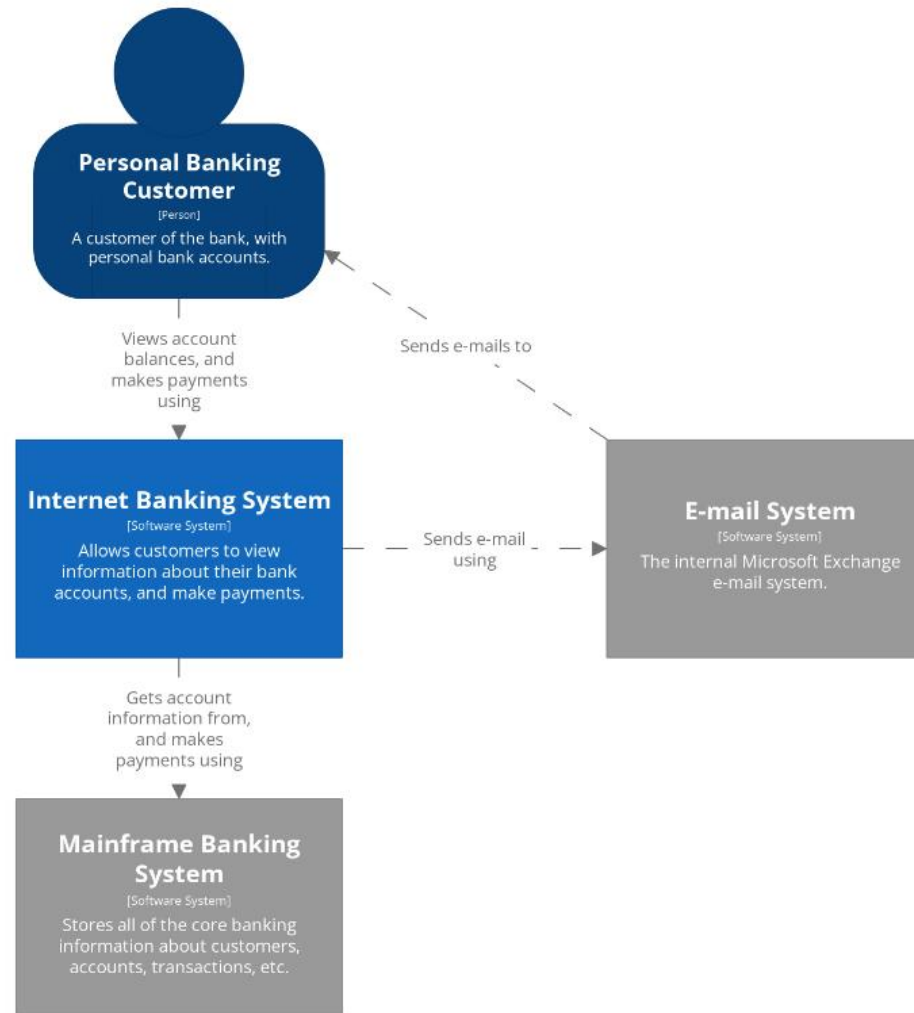 Personal Banking
Customer
[Person]
A customer of the bank, with
personal bank accounts.
Views account
balances, and
makes payments
using
Sends e-mails to
Internet Banking System
[Software System]
Allows customers to view
information about their bank
accounts, and make payments.
Sends e-mail
using
E-mail System
[Software System]
The internal Microsoft Exchange
e-mail system.
Gets account
information from,
and makes
payments using
Mainframe Banking
System
[Software System]
Stores all of the core banking
information about customers,
accounts, transactions, etc.